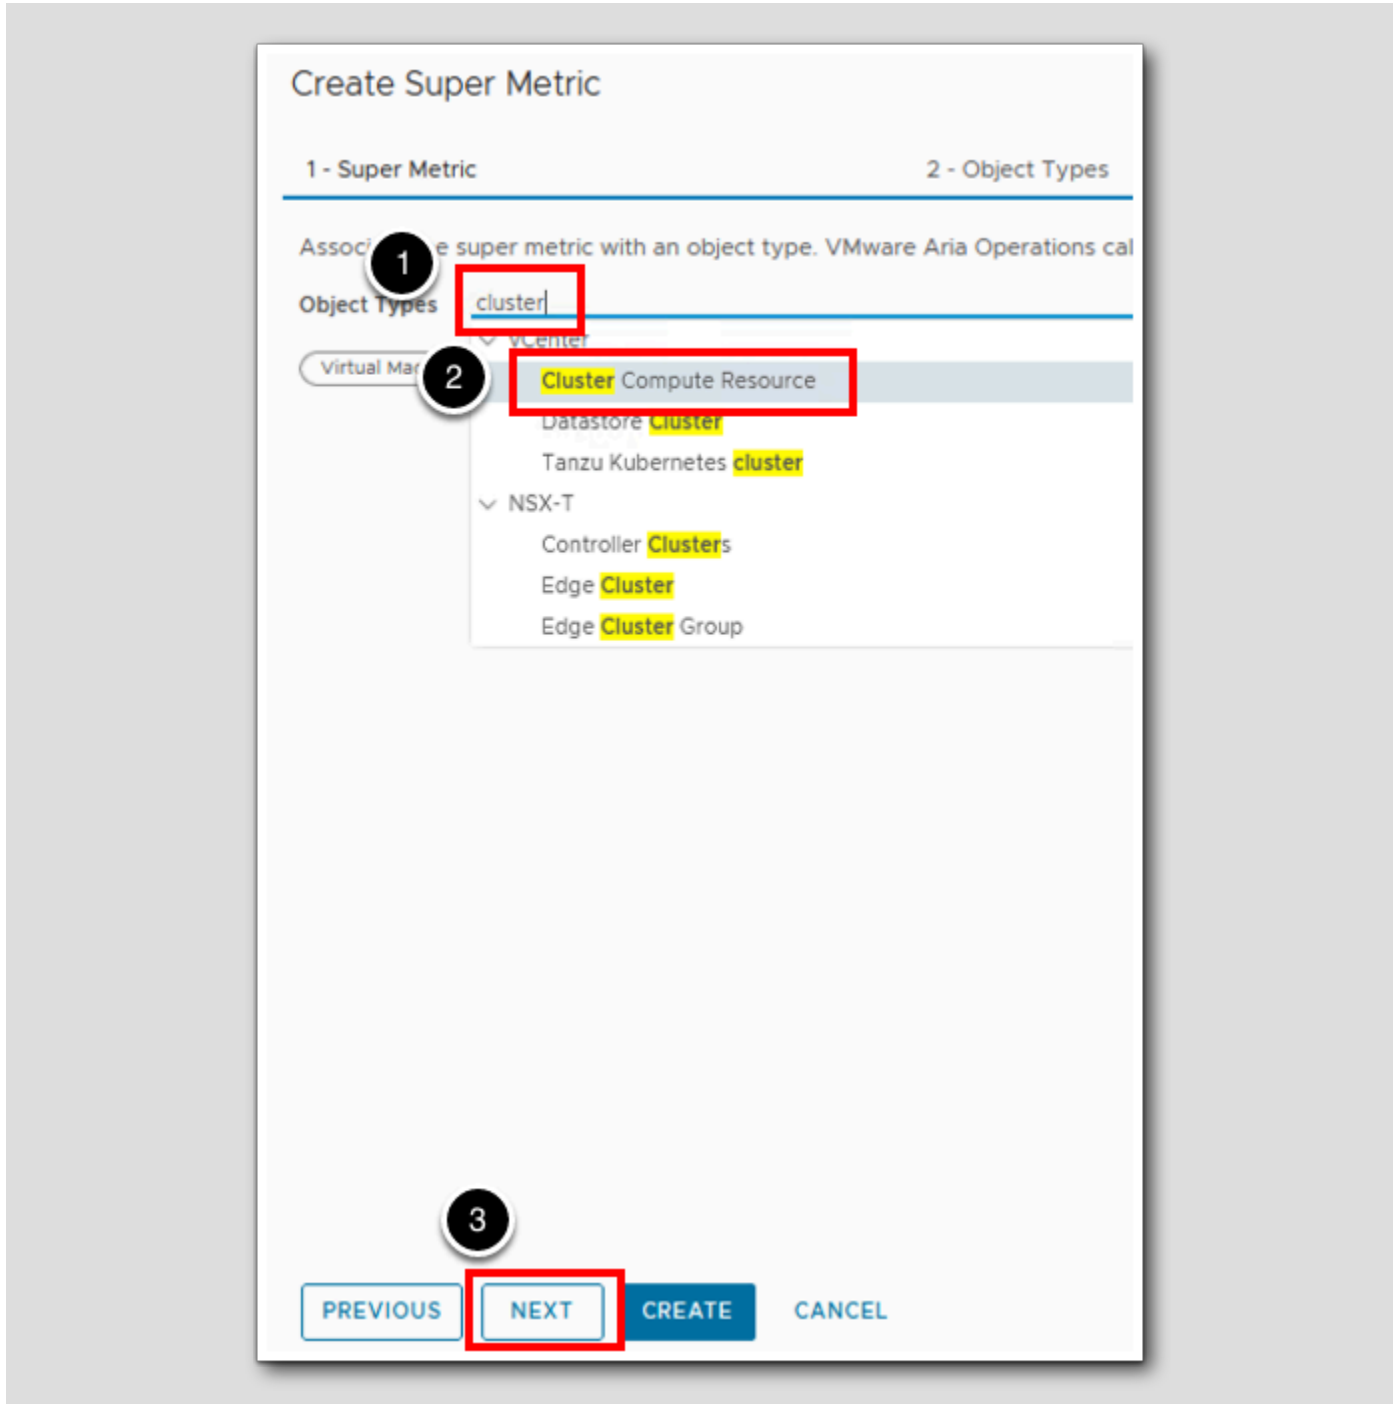 Create Super Metric
1 - Super Metric 2 - Object Types
Assoc e super metric with an object type. VMware Aria Operations cal
1
Object Types cluster
vCenter
Virtual Mac
2
Cluster Compute Resource
Datastore Cluster
Tanzu Kubernetes cluster
NSX-T
Controller Clusters
Edge Cluster
Edge Cluster Group
3
PREVIOUS NEXT CREATE CANCEL